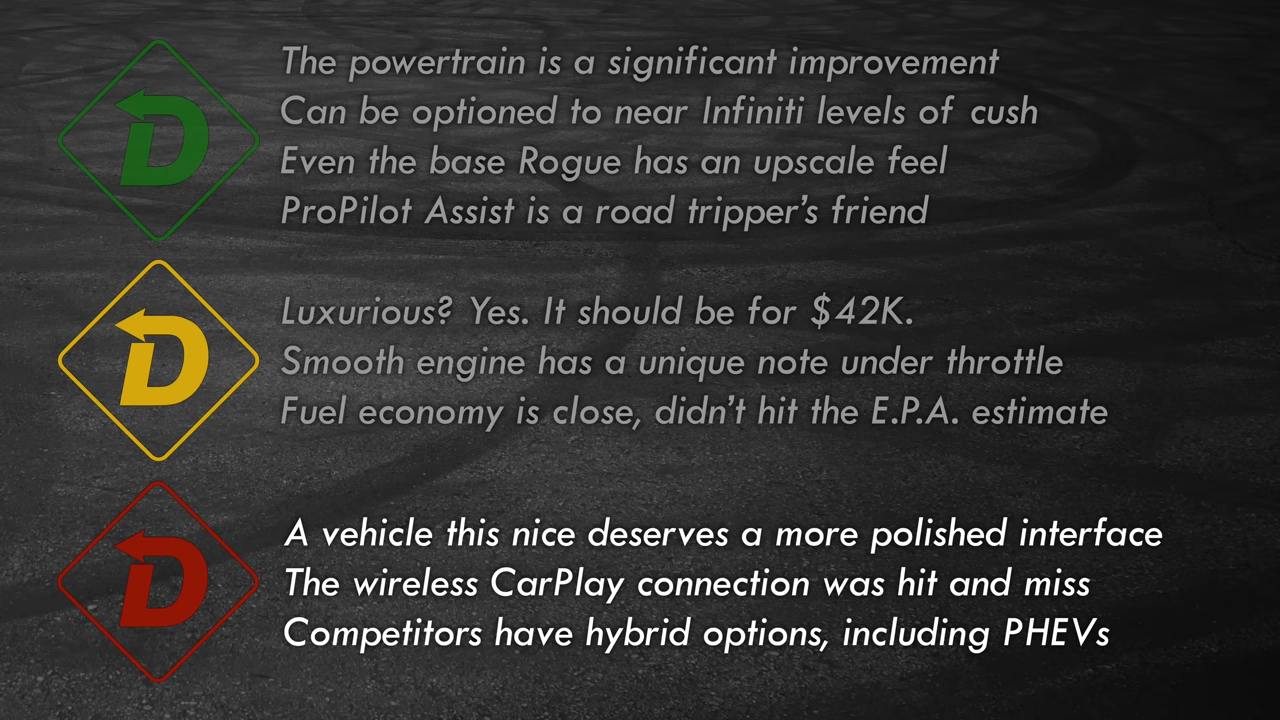 D
The powertrain is a significant improvement
Can be optioned to near Infiniti levels of cush
Even the base Rogue has an upscale feel
ProPilot Assist is a road tripper's friend
D
Luxurious? Yes. It should be for $42K.
Smooth engine has a unique note under throttle
Fuel economy is close, didn't hit the E.P.A. estimate
D
A vehicle this nice deserves a more polished interface
The wireless CarPlay connection was hit and miss
Competitors have hybrid options, including PHEVs